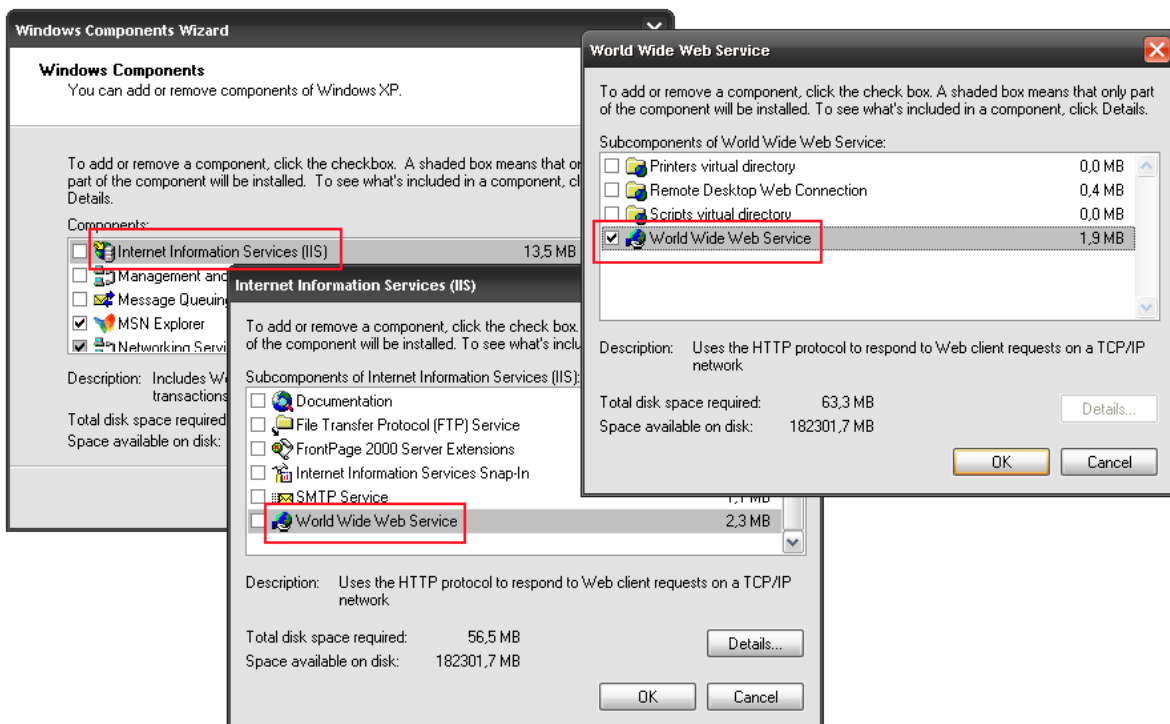 Windows Components Wizard
Windows Components
You can add or remove components of Windows XP.
To add or remove a component, click the checkbox. A shaded box means that on
part of the component will be installed. To see what's included in a component, cl
Details.
Components:
Internet Information Services (IIS) 13,5 MB
Management and
Message Queuing
MSN Explorer
Networking Servi
Description: Includes W
transactions
Total disk space required
Space available on disk:
Internet Information Services (IIS)
To add or remove a component, click the check box.
of the component will be installed. To see what's inclu
Subcomponents of Internet Information Services (IIS):
Documentation
File Transfer Protocol (FTP) Service
FrontPage 2000 Server Extensions
Internet Information Services Snap-In
SMTP Service 1,1 MB
World Wide Web Service 2,3 MB
Description: Uses the HTTP protocol to respond to Web client requests on a TCP/IP
network
Total disk space required: 56,5 MB
Space available on disk: 182301,7 MB
Details...
OK Cancel
World Wide Web Service
To add or remove a component, click the check box. A shaded box means that only part
of the component will be installed. To see what's included in a component, click Details.
Subcomponents of World Wide Web Service:
Printers virtual directory 0,0 MB
Remote Desktop Web Connection 0,4 MB
Scripts virtual directory 0,0 MB
World Wide Web Service 1,9 MB
Description: Uses the HTTP protocol to respond to Web client requests on a TCP/IP
network
Total disk space required: 63,3 MB
Space available on disk: 182301,7 MB
Details...
OK Cancel